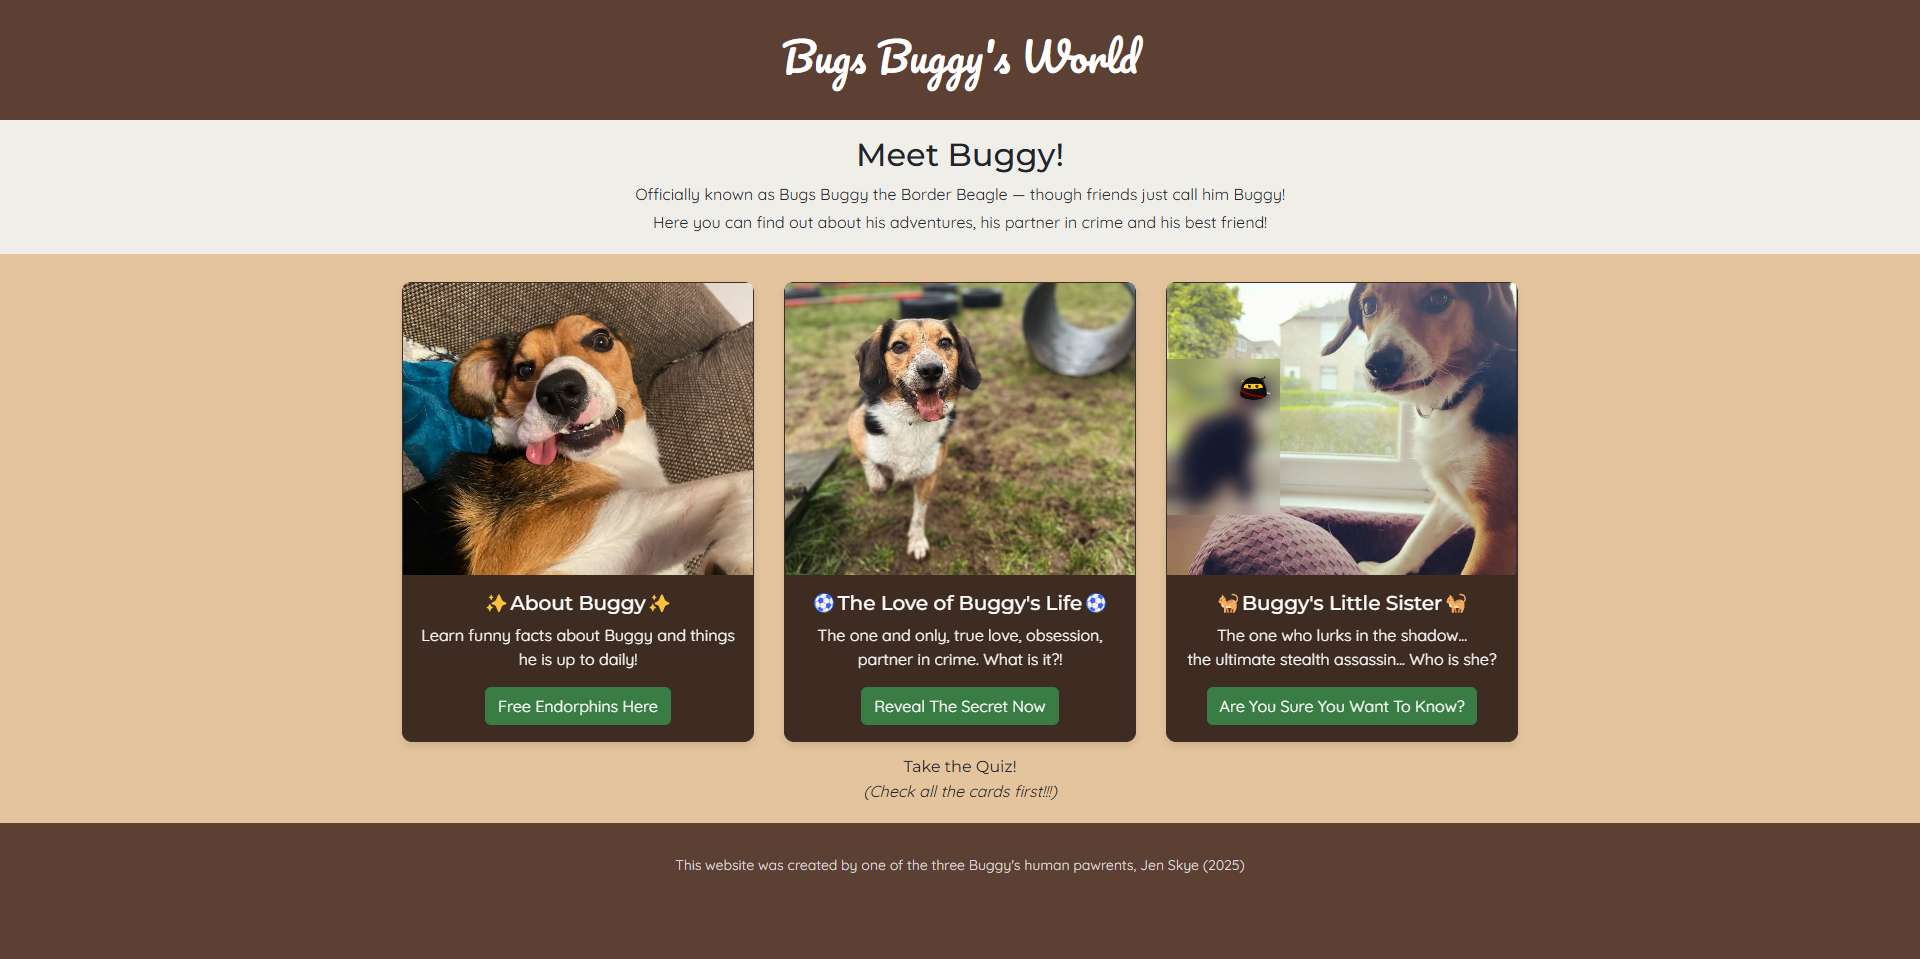 Bugs Buggy's World
Meet Buggy!
Officially known as Bugs Buggy the Border Beagle — though friends just call him Buggy!
Here you can find out about his adventures, his partner in crime and his best friend!
✨About Buggy✨
Learn funny facts about Buggy and things
he is up to daily!
Free Endorphins Here
⚽The Love of Buggy's Life⚽
The one and only, true love, obsession,
partner in crime. What is it?!
Reveal The Secret Now
🐈Buggy's Little Sister🐈
The one who lurks in the shadow...
the ultimate stealth assassin... Who is she?
Are You Sure You Want To Know?
Take the Quiz!
(Check all the cards first!!!)
This website was created by one of the three Buggy's human pawrents, Jen Skye (2025)